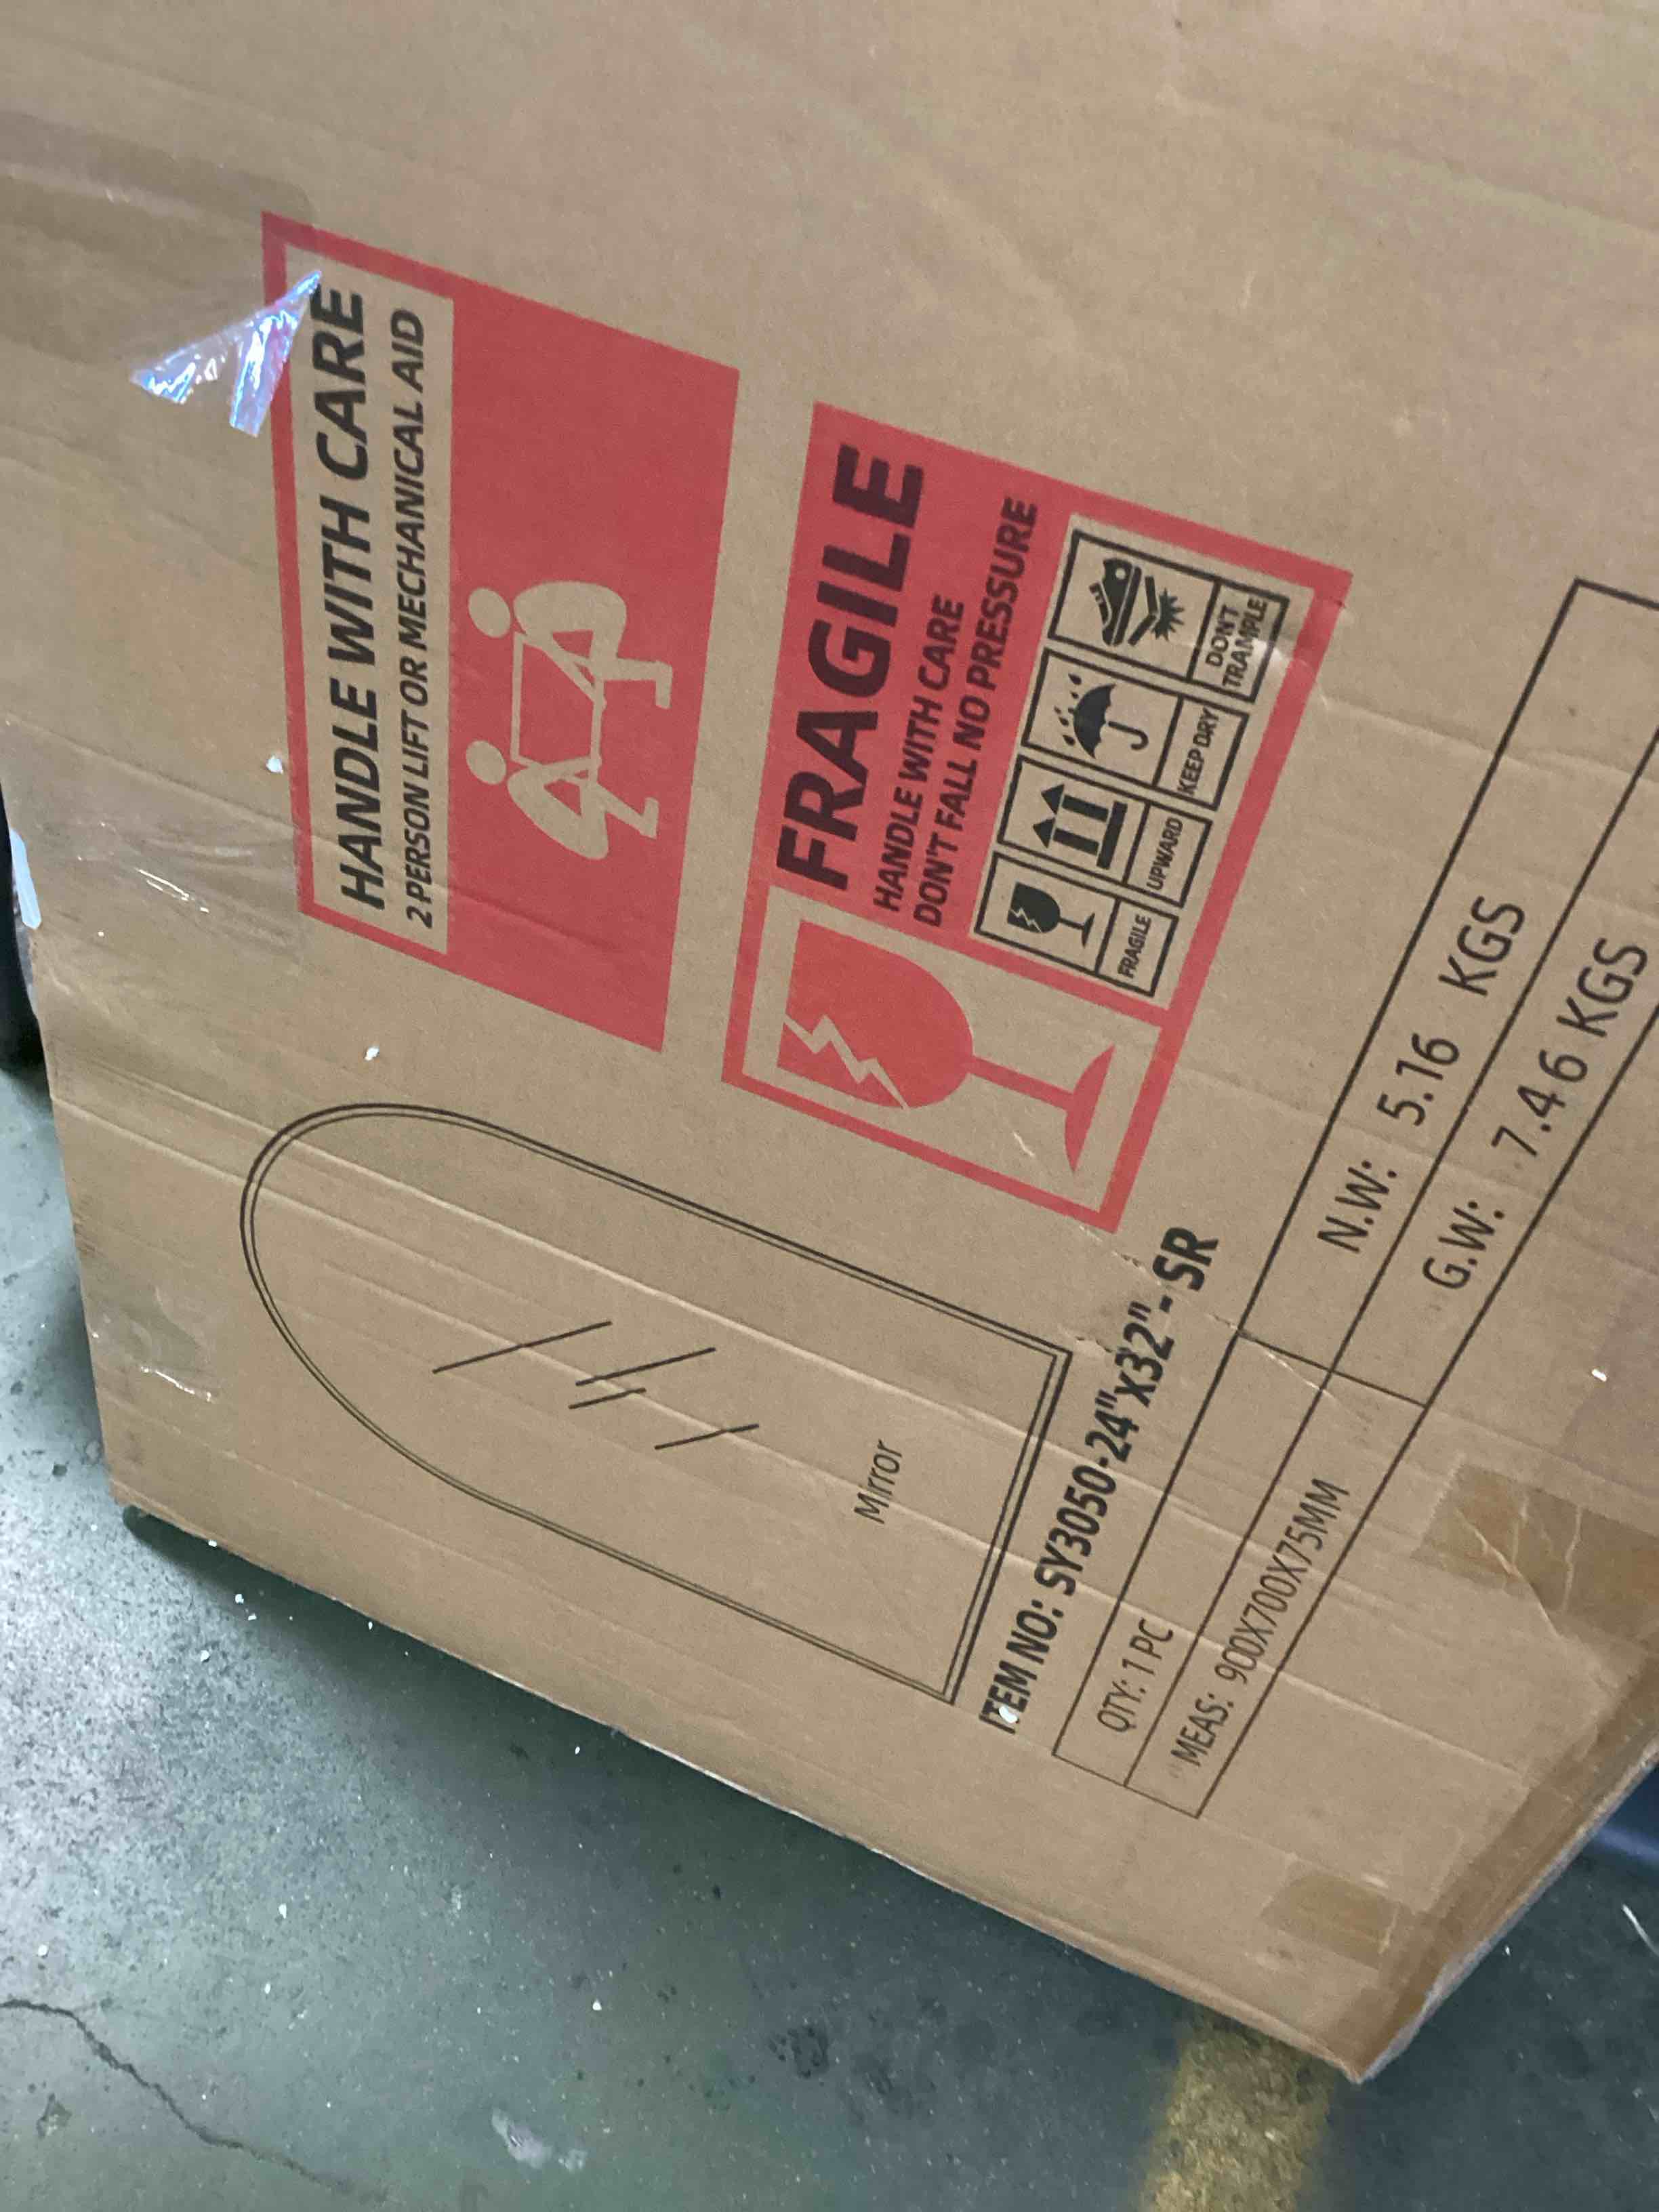 HANDLE WITH CARE
2 PERSON LIFT OR MECHANICAL AID
FRAGILE
HANDLE WITH CARE
DON'T FALL NO PRESSURE
FRAGILE
UPWARD
KEEP DRY
DON'T
TRAMPLE
Mirror
ITEM NO: SY3050-24"x32"-SR
QTY: 1 PC
N.W: 5.16 KGS
MEAS: 900X700X75MM
G.W: 7.46 KGS